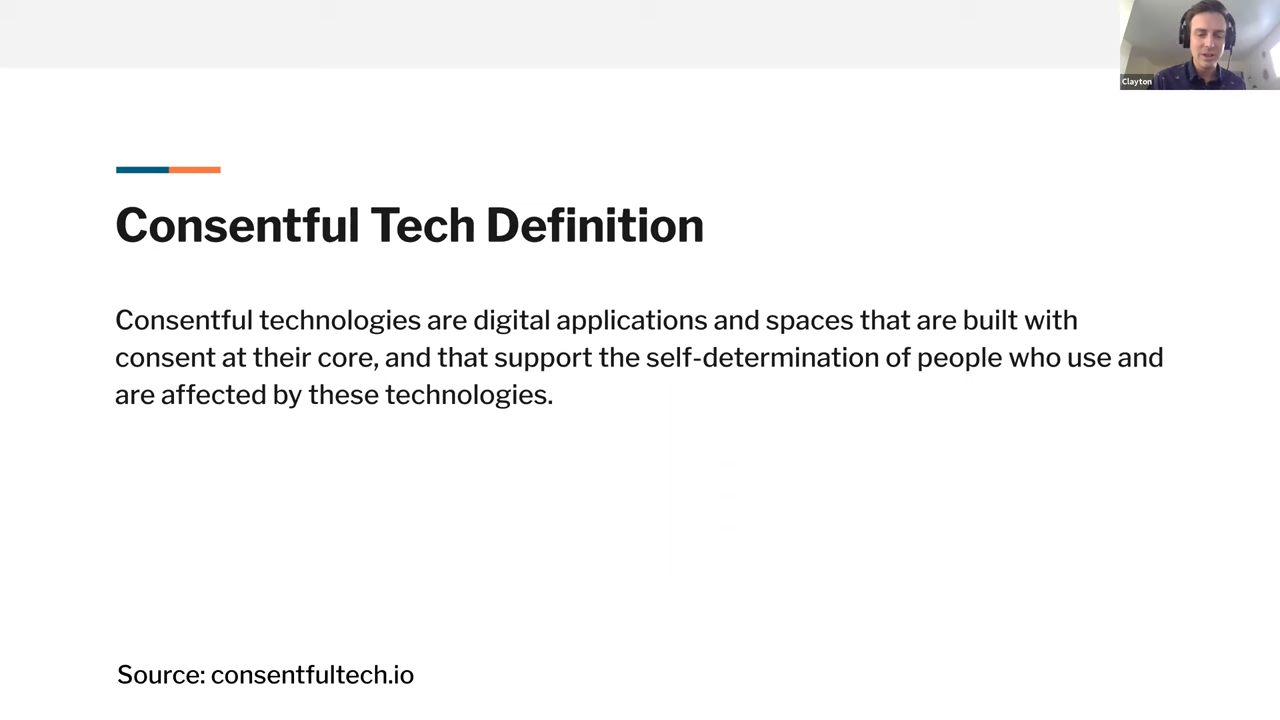 Clayton
Consentful Tech Definition
Consentful technologies are digital applications and spaces that are built with
consent at their core, and that support the self-determination of people who use and
are affected by these technologies.
Source: consentfultech.io